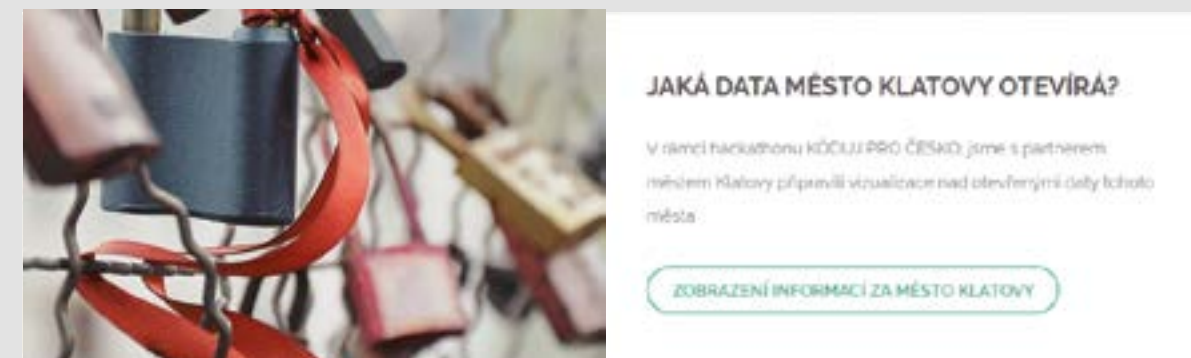 JAKÁ DATA MĚSTO KLATOVY OTEVÍRÁ?
V rámci hackathonu KÓDUJ PRO ČESKO, jsme s partnerem
městem Klatovy připravili vizualizace nad otevřenými daty tohoto
města
ZOBRAZENÍ INFORMACÍ ZA MĚSTO KLATOVY